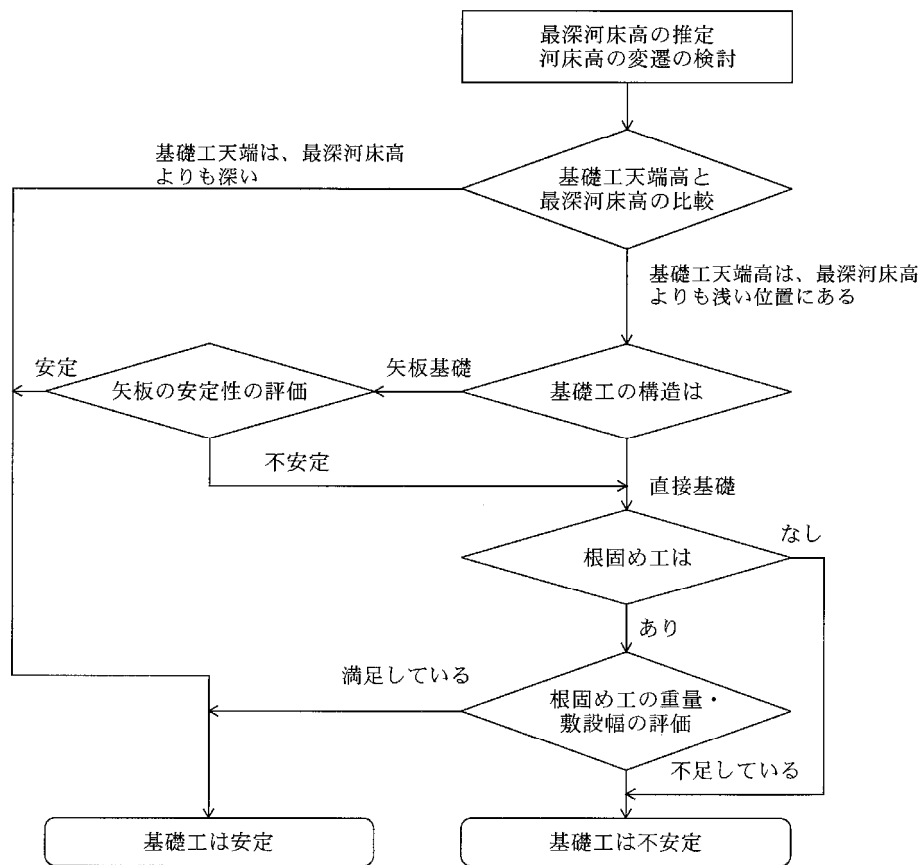 最深河床高の推定
河床高の変遷の検討
基礎工天端は、最深河床高
よりも深い
基礎工天端高と
最深河床高の比較
基礎工天端高は、最深河床高
よりも浅い位置にある
安定
矢板の安定性の評価
矢板基礎
基礎工の構造は
不安定
直接基礎
なし
根固め工は
あり
満足している
根固め工の重量・
敷設幅の評価
不足している
基礎工は安定
基礎工は不安定